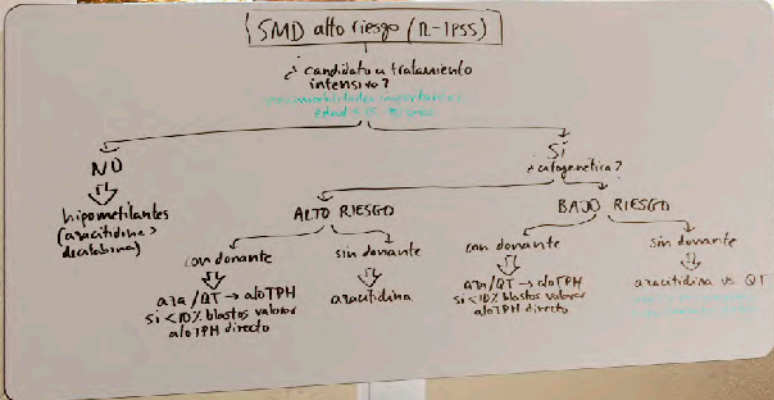 SMD alto riesgo (R-IPSS)
¿candidato a tratamiento
intensivo?
NO
SÍ
¿citogenética?
hipometilantes
(azacitidina >
decitabina)
ALTO RIESGO
BAJO RIESGO
con donante
sin donante
con donante
sin donante
aza/QT → aloTPH
si <10% blastos valorar
aloTPH directo
azacitidina
aza/QT → aloTPH
si <10% blastos valorar
aloTPH directo
azacitidina vs QT